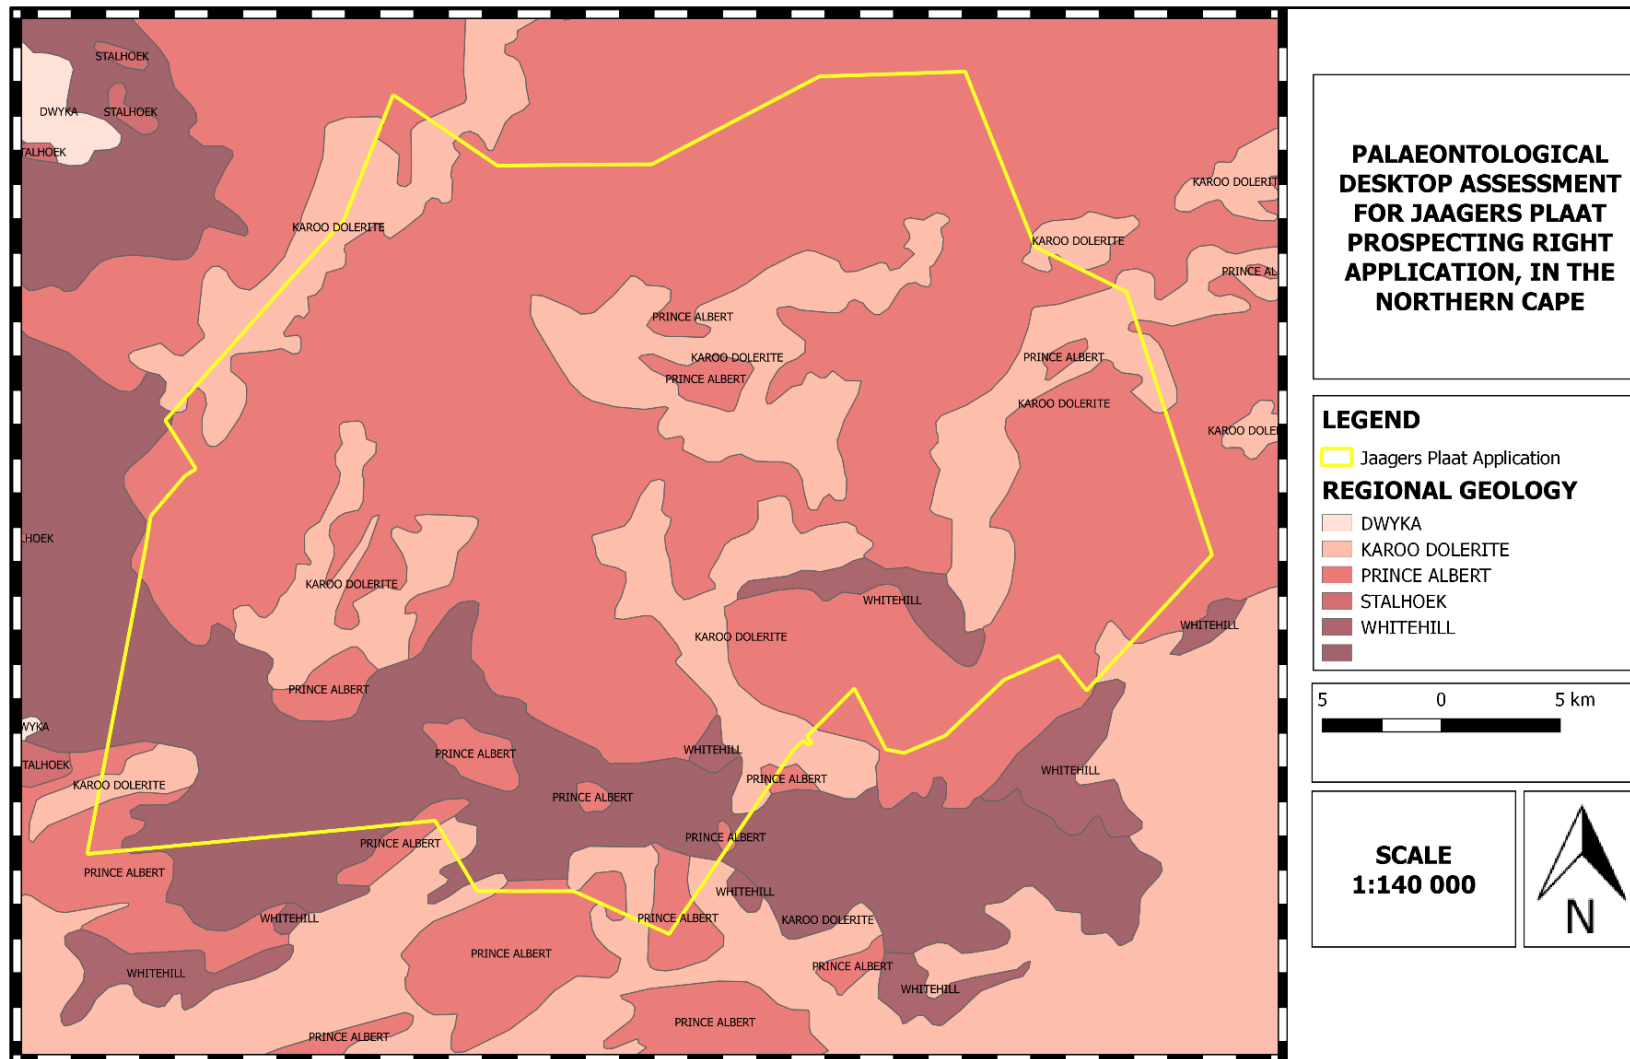 STALHOEK
DWYKA
STALHOEK
TALHOEK
KAROO DOLERITE
KAROO DOLERIT
KAROO DOLERITE
PRINCE AL
PRINCE ALBERT
KAROO DOLERITE
PRINCE ALBERT
PRINCE ALBERT
KAROO DOLERITE
KAROO DOLE
LHOEK
KAROO DOLERITE
WHITEHILL
WHITEHILL
KAROO DOLERITE
PRINCE ALBERT
WYKA
PRINCE ALBERT
WHITEHILL
TALHOEK
KAROO DOLERITE
WHITEHILL
PRINCE ALBERT
PRINCE ALBERT
PRINCE ALBERT
PRINCE ALBERT
PRINCE ALBERT
WHITEHILL
WHITEHILL
PRINCE ALBERT
KAROO DOLERITE
PRINCE ALBERT
PRINCE ALBERT
WHITEHILL
WHITEHILL
PRINCE ALBERT
PRINCE ALBERT
PALAEONTOLOGICAL
DESKTOP ASSESSMENT
FOR JAAGERS PLAAT
PROSPECTING RIGHT
APPLICATION, IN THE
NORTHERN CAPE
LEGEND
Jaagers Plaat Application
REGIONAL GEOLOGY
DWYKA
KAROO DOLERITE
PRINCE ALBERT
STALHOEK
WHITEHILL
5 0 5 km
SCALE
1:140 000
N